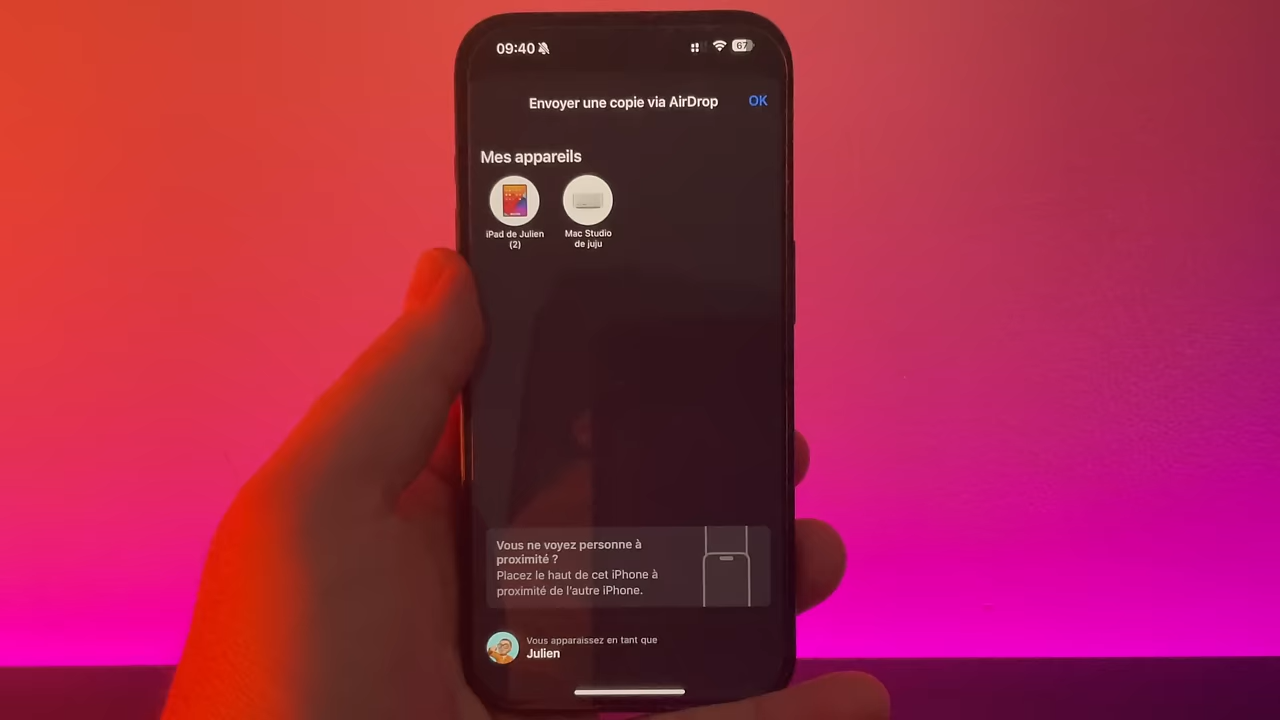 09:40
67
Envoyer une copie via AirDrop
OK
Mes appareils
iPad de Julien
(2)
Mac Studio
de juju
Vous ne voyez personne à
proximité ?
Placez le haut de cet iPhone à
proximité de l'autre iPhone.
Vous apparaissez en tant que
Julien